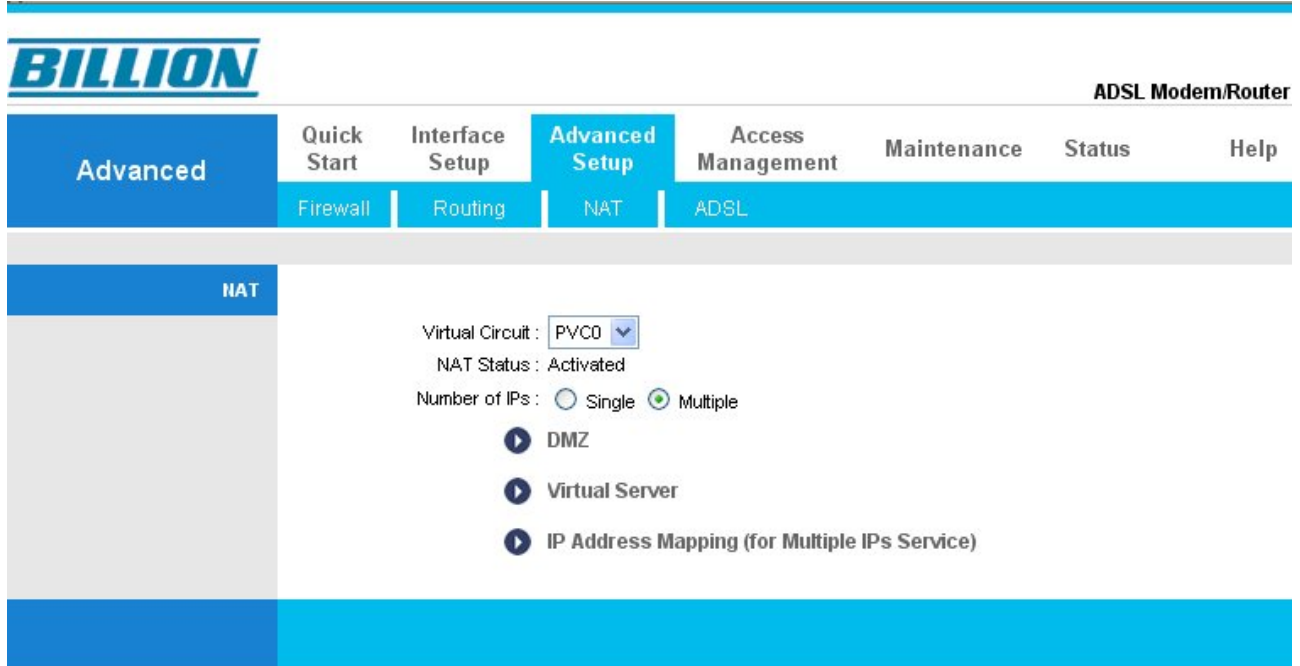 BILLION
ADSL Modem/Router
Advanced
Quick Start
Interface Setup
Advanced Setup
Access Management
Maintenance
Status
Help
Firewall
Routing
NAT
ADSL
NAT
Virtual Circuit : PVC0
NAT Status : Activated
Number of IPs : Single Multiple
DMZ
Virtual Server
IP Address Mapping (for Multiple IPs Service)